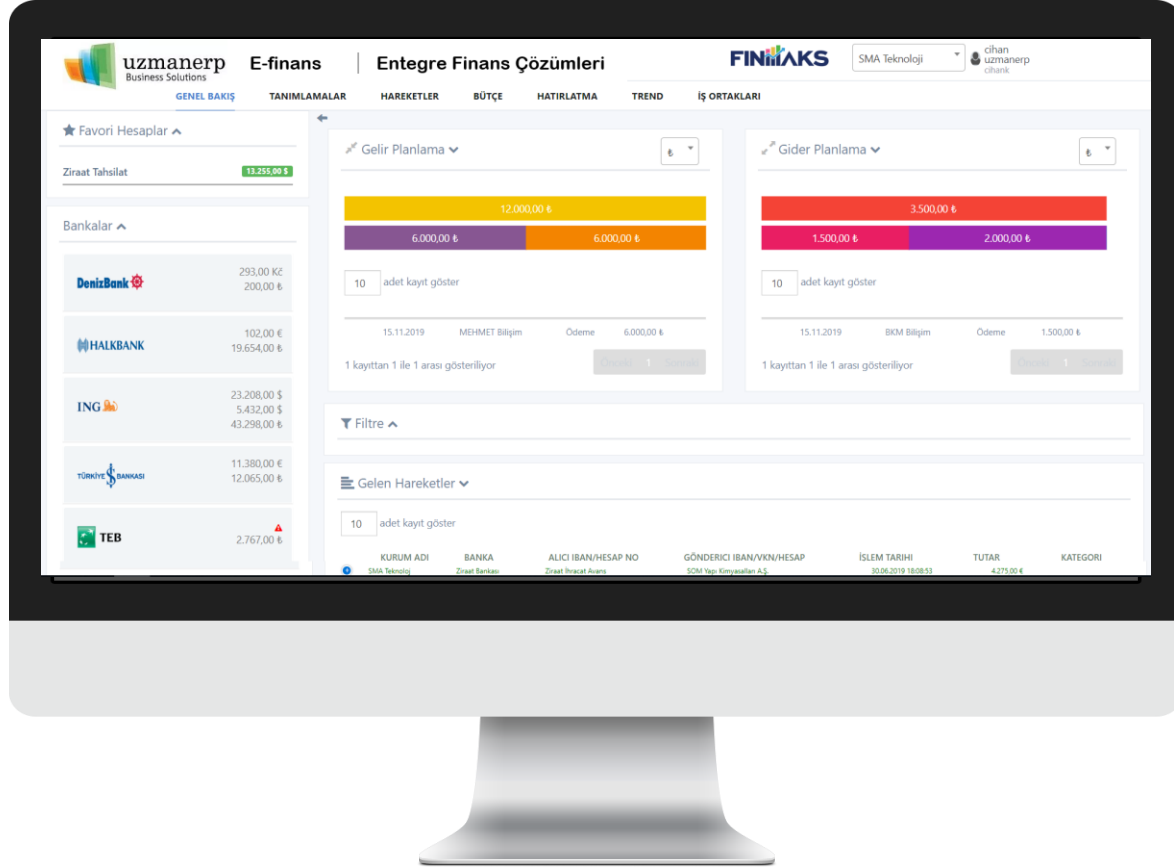 uzmanerp
Business Solutions
E-finans
Entegre Finans Çözümleri
FINMAKS
SMA Teknoloji
cihan
uzmanerp
cihank
GENEL BAKIŞ TANIMLAMALAR HAREKETLER BÜTÇE HATIRLATMA TREND İŞ ORTAKLARI
Favori Hesaplar
Ziraat Tahsilat 13.255,00 $
Bankalar
DenizBank
293,00 Kč
200,00 ₺
HALKBANK
102,00 €
19.654,00 ₺
ING
23.208,00 $
5.432,00 $
43.298,00 ₺
TÜRKİYE İŞ BANKASI
11.380,00 €
12.065,00 ₺
TEB
2.767,00 ₺
Gelir Planlama ₺
12.000,00 ₺
6.000,00 ₺ 6.000,00 ₺
10 adet kayıt göster
15.11.2019 MEHMET Bilişim Ödeme 6.000,00 ₺
1 kayıttan 1 ile 1 arası gösteriliyor
Önceki 1 Sonraki
Gider Planlama ₺
3.500,00 ₺
1.500,00 ₺ 2.000,00 ₺
10 adet kayıt göster
15.11.2019 BKM Bilişim Ödeme 1.500,00 ₺
1 kayıttan 1 ile 1 arası gösteriliyor
Önceki 1 Sonraki
Filtre
Gelen Hareketler
10 adet kayıt göster
KURUM ADI BANKA ALICI IBAN/HESAP NO GÖNDERICI IBAN/VKN/HESAP İSLEM TARIHI TUTAR KATEGORI
SMA Teknoloj Ziraat Bankası Ziraat İhracat Avans SOM Yapı Kimyasalları A.Ş. 30.06.2019 18:08:53 4.275,00 €